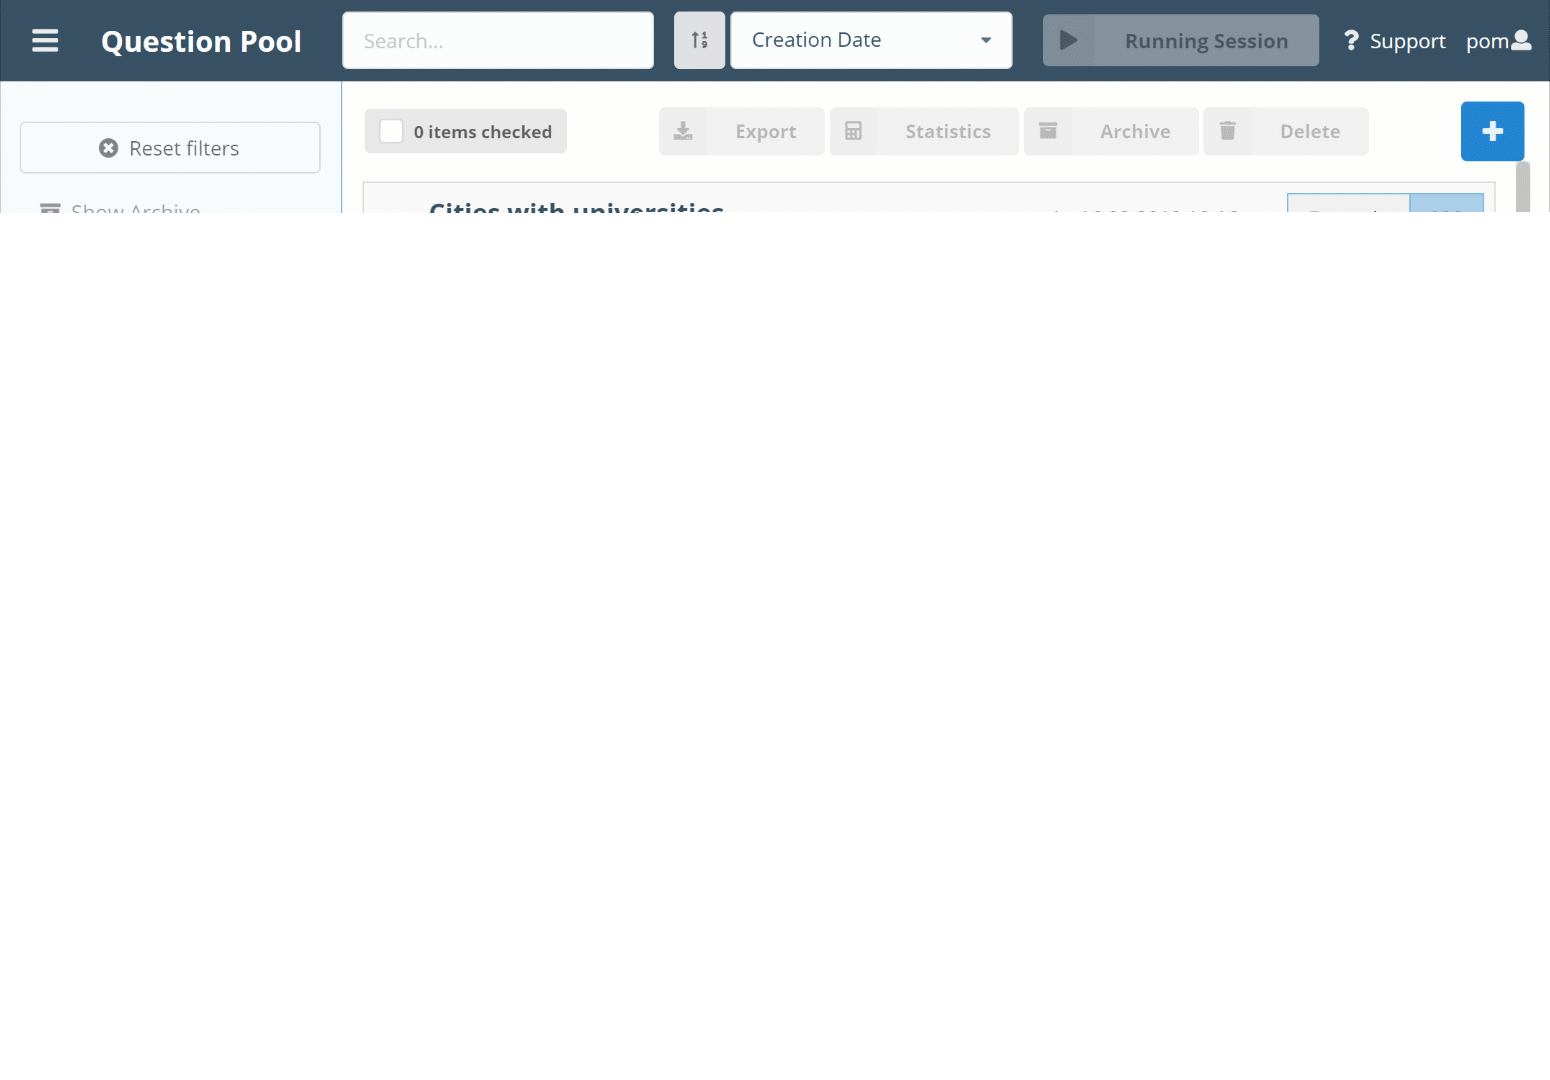 Question Pool
Search...
Creation Date
Running Session
? Support
pom
Reset filters
0 items checked
Export
Statistics
Archive
Delete
Show Archive
Cities with universities